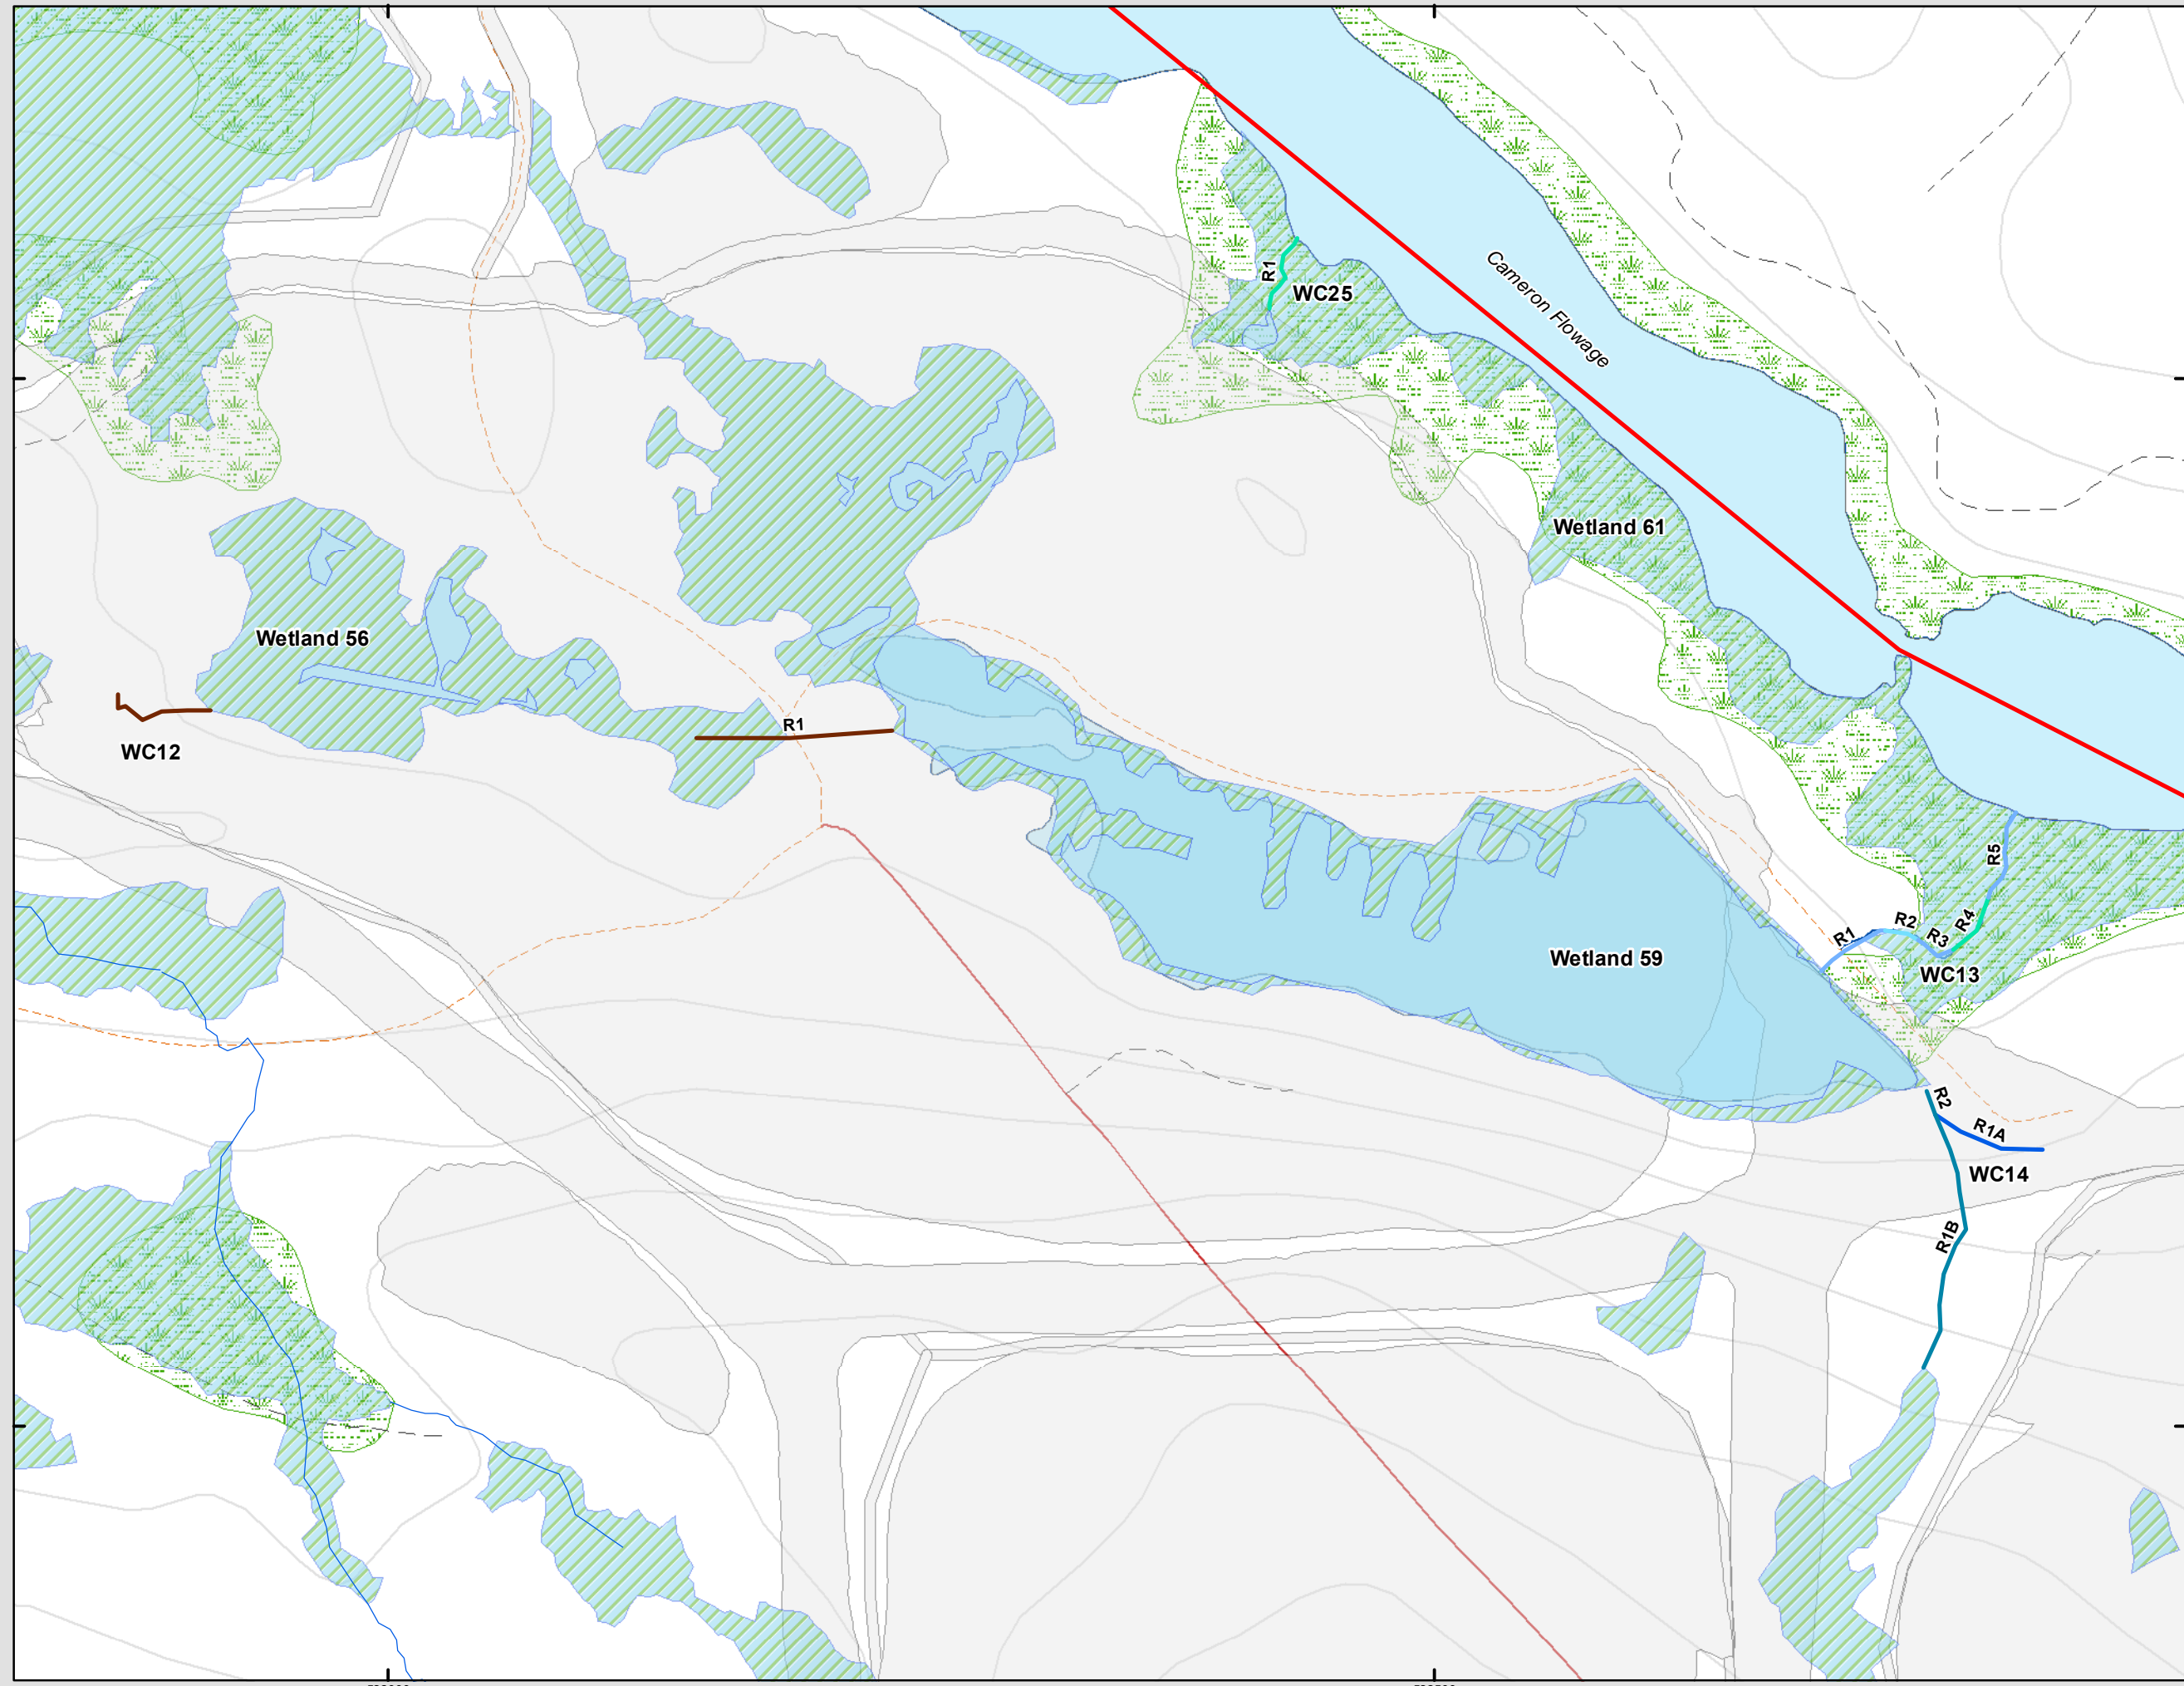 R1
WC25
Cameron Flowage
Wetland 61
Wetland 56
R1
WC12
R5
R4
R2
R1
R3
Wetland 59
WC13
R2
R1A
WC14
R1B